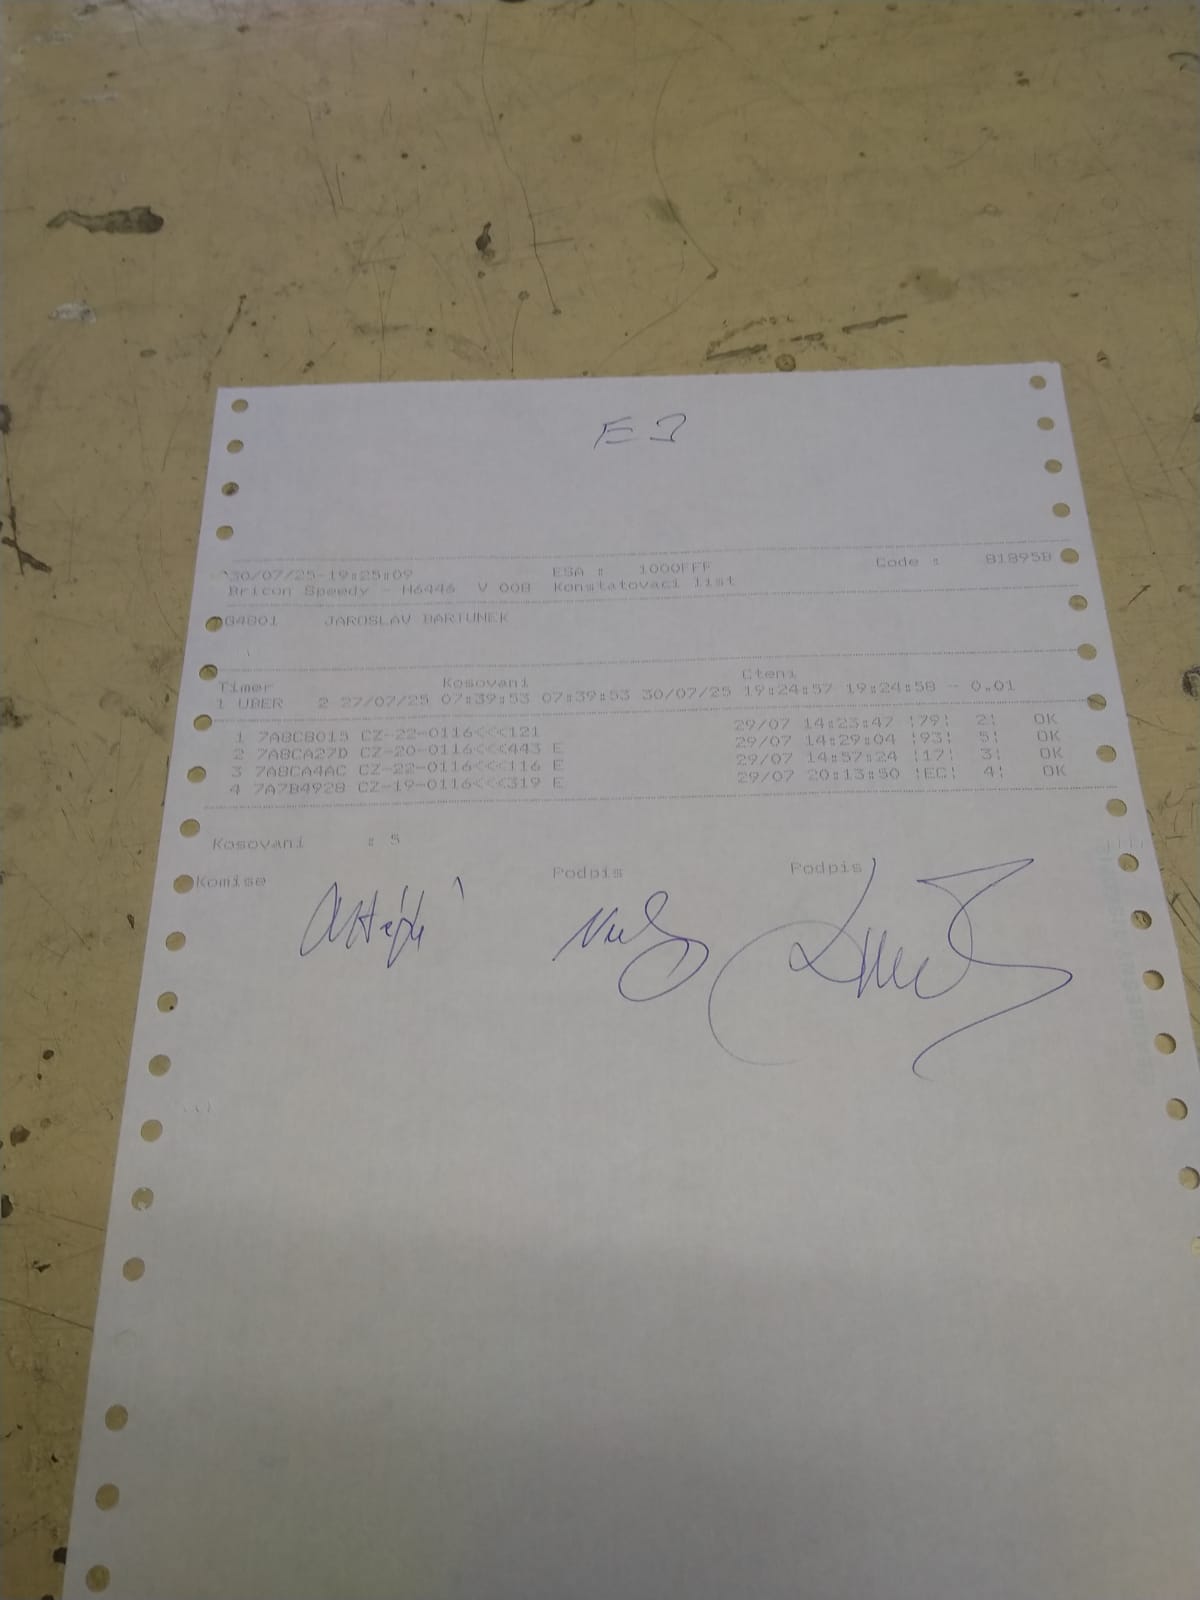 E3
30/07/25-19:25:09 ESA : 1000FFF Code : 81895B
Bricon Speedy - H6446 V 008 Konstatovaci list
04801 JAROSLAV BARTUNEK
Timer Kosovani Cteni
1 UBER 2 27/07/25 07:39:53 07:39:53 30/07/25 19:24:57 19:24:58 - 0.01
1 7A8CB015 CZ-22-0116<<<121 29/07 14:23:47 !79! 2! OK
2 7A8CA27D CZ-20-0116<<<443 E 29/07 14:29:04 !93! 5! OK
3 7A8CA4AC CZ-22-0116<<<116 E 29/07 14:57:24 !17! 3! OK
4 7A7B4928 CZ-19-0116<<<319 E 29/07 20:13:50 !EC! 4! OK
Kosovani : 5
Komise Podpis Podpis